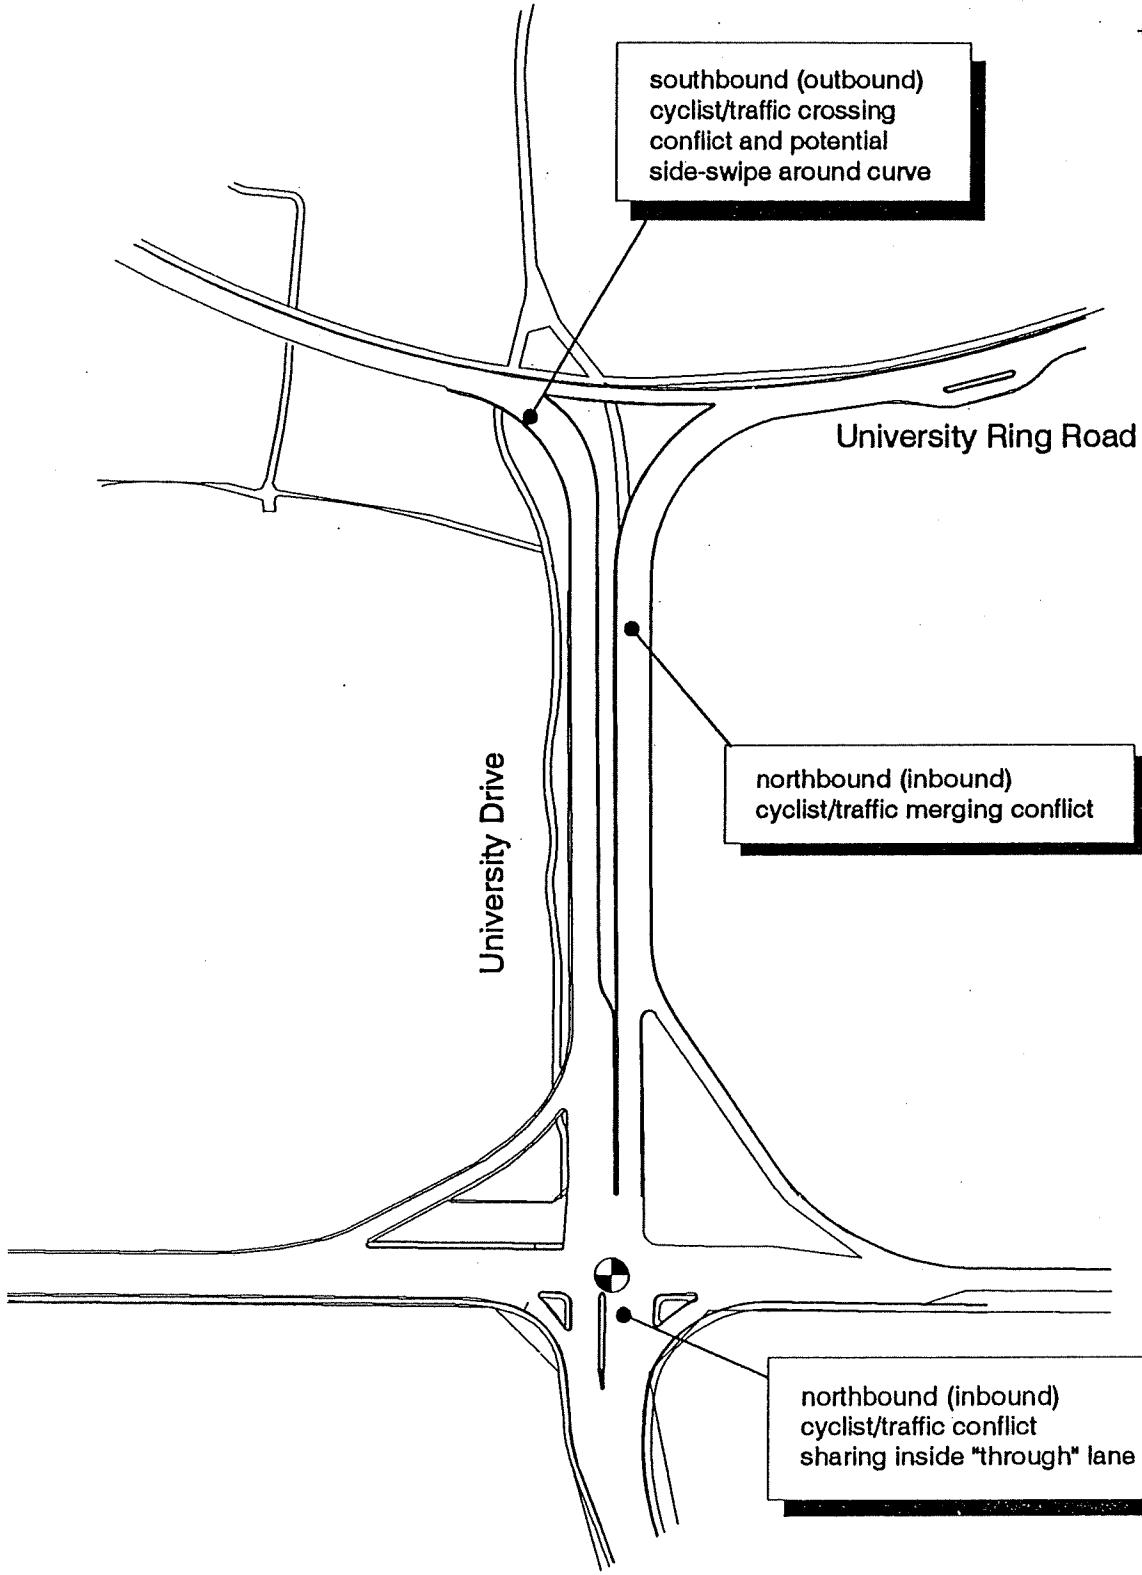 southbound (outbound)
cyclist/traffic crossing
conflict and potential
side-swipe around curve
University Ring Road
northbound (inbound)
cyclist/traffic merging conflict
University Drive
northbound (inbound)
cyclist/traffic conflict
sharing inside "through" lane